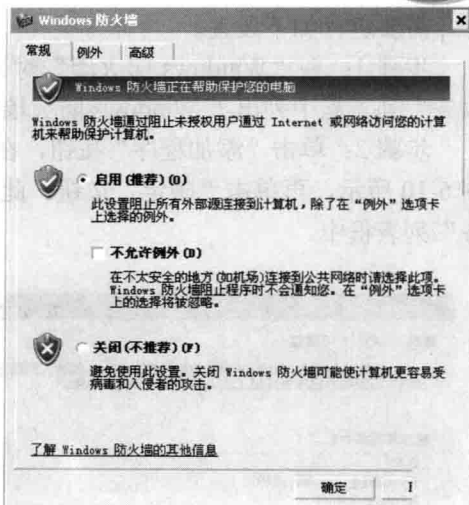 Windows 防火墙
常规 例外 高级
Windows 防火墙正在帮助保护您的电脑
Windows 防火墙通过阻止未授权用户通过 Internet 或网络访问您的计算
机来帮助保护计算机。
启用(推荐)(O)
此设置阻止所有外部源连接到计算机，除了在“例外”选项卡
上选择的例外。
不允许例外(D)
在不太安全的地方(如机场)连接到公共网络时请选择此项。
Windows 防火墙阻止程序时不会通知您。在“例外”选项卡
上的选择将被忽略。
关闭(不推荐)(F)
避免使用此设置。关闭 Windows 防火墙可能使计算机更容易受
病毒和入侵者的攻击。
了解 Windows 防火墙的其他信息
确定